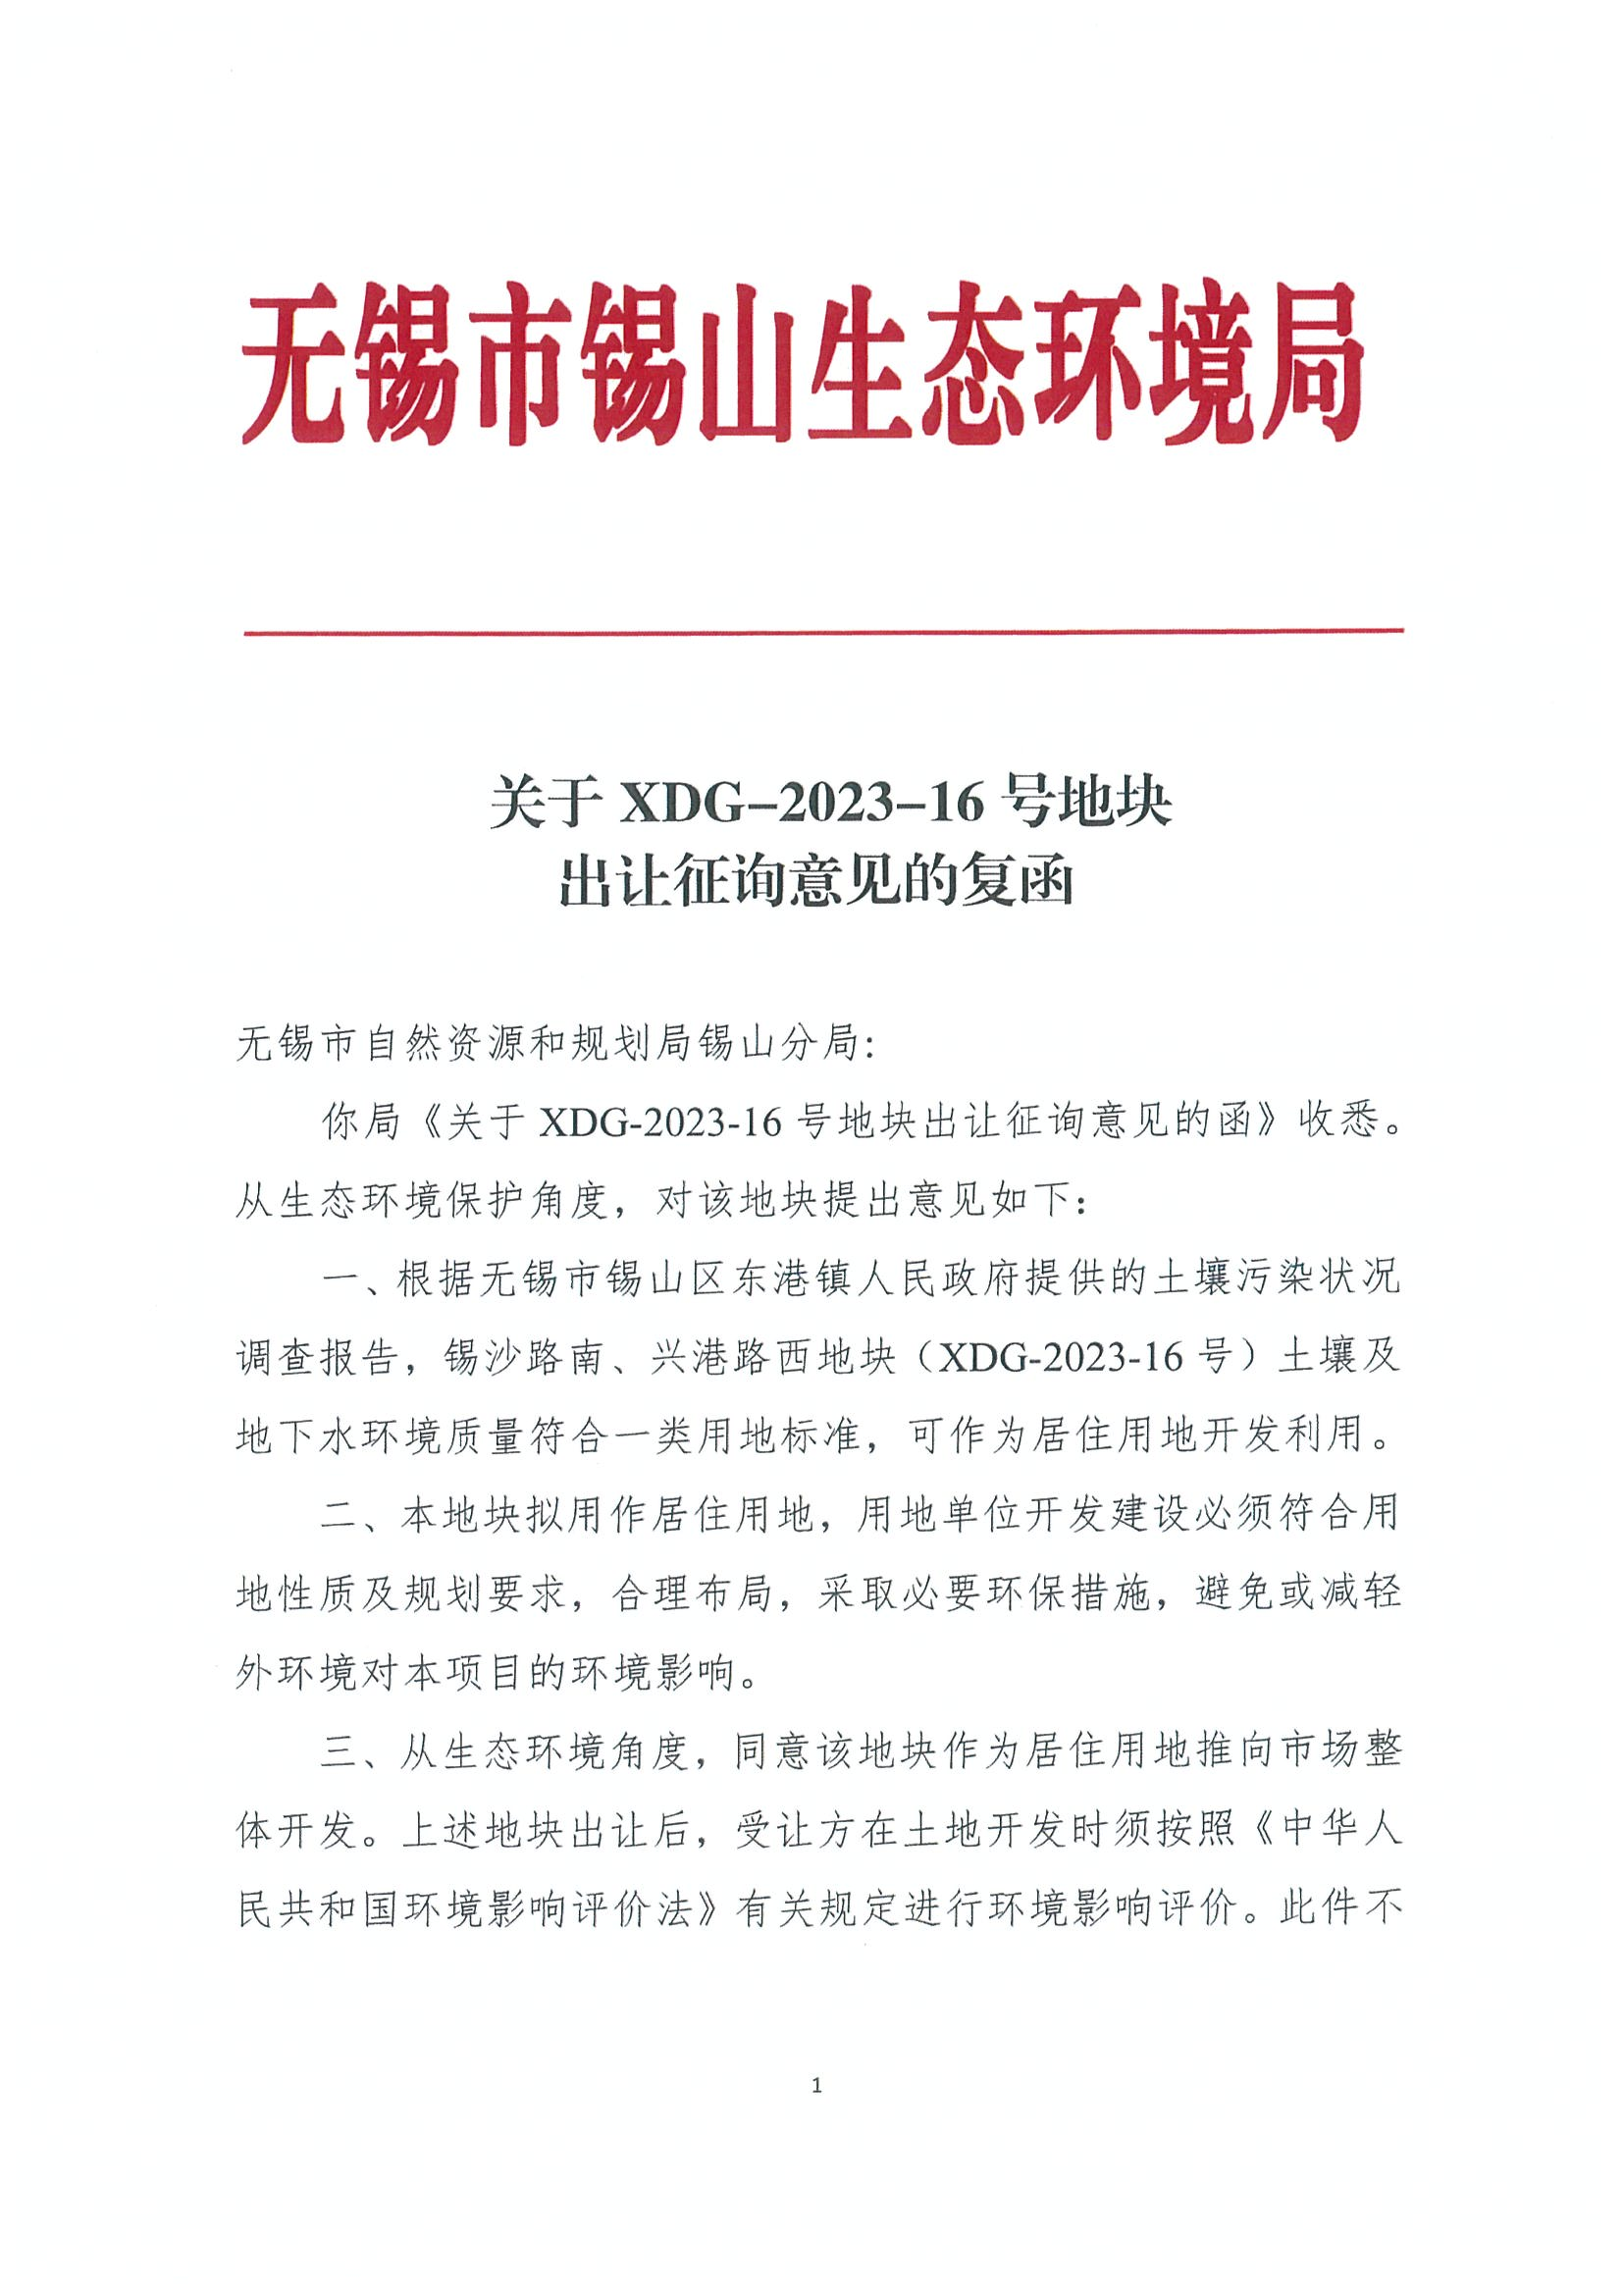 无锡市锡山生态环境局
关于 XDG-2023-16 号地块
出让征询意见的复函
无锡市自然资源和规划局锡山分局：
你局《关于 XDG-2023-16 号地块出让征询意见的函》收悉。
从生态环境保护角度，对该地块提出意见如下：
一、根据无锡市锡山区东港镇人民政府提供的土壤污染状况
调查报告，锡沙路南、兴港路西地块（XDG-2023-16 号）土壤及
地下水环境质量符合一类用地标准，可作为居住用地开发利用。
二、本地块拟用作居住用地，用地单位开发建设必须符合用
地性质及规划要求，合理布局，采取必要环保措施，避免或减轻
外环境对本项目的环境影响。
三、从生态环境角度，同意该地块作为居住用地推向市场整
体开发。上述地块出让后，受让方在土地开发时须按照《中华人
民共和国环境影响评价法》有关规定进行环境影响评价。此件不
1